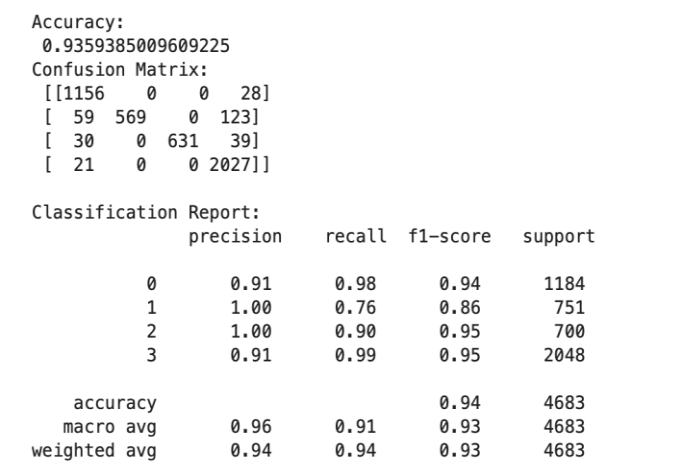 Accuracy:
 0.9359385009609225
Confusion Matrix:
 [[1156    0    0   28]
 [  59  569    0  123]
 [  30    0  631   39]
 [  21    0    0 2027]]
Classification Report:
               precision    recall  f1-score   support
           0       0.91      0.98      0.94      1184
           1       1.00      0.76      0.86       751
           2       1.00      0.90      0.95       700
           3       0.91      0.99      0.95      2048
    accuracy                           0.94      4683
   macro avg       0.96      0.91      0.93      4683
weighted avg       0.94      0.94      0.93      4683